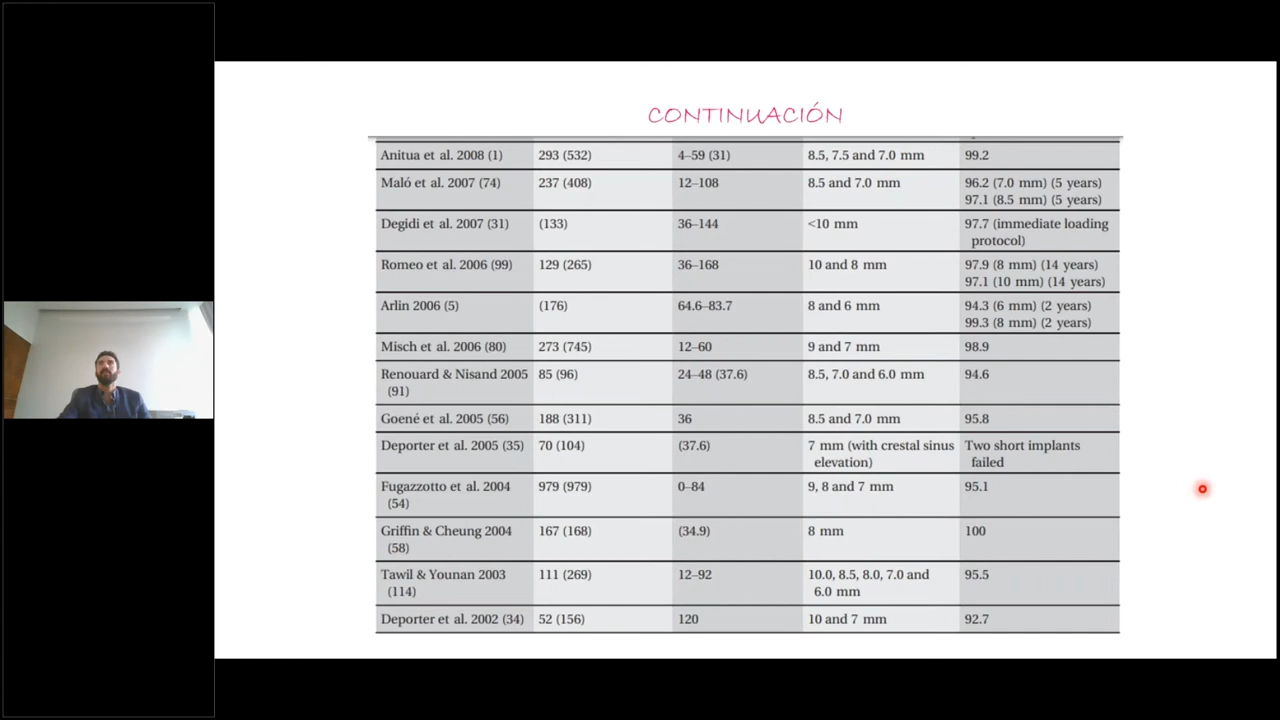 CONTINUACIÓN
Anitua et al. 2008 (1) 293 (532) 4–59 (31) 8.5, 7.5 and 7.0 mm 99.2
Maló et al. 2007 (74) 237 (408) 12–108 8.5 and 7.0 mm 96.2 (7.0 mm) (5 years)
97.1 (8.5 mm) (5 years)
Degidi et al. 2007 (31) (133) 36–144 <10 mm 97.7 (immediate loading
protocol)
Romeo et al. 2006 (99) 129 (265) 36–168 10 and 8 mm 97.9 (8 mm) (14 years)
97.1 (10 mm) (14 years)
Arlin 2006 (5) (176) 64.6–83.7 8 and 6 mm 94.3 (6 mm) (2 years)
99.3 (8 mm) (2 years)
Misch et al. 2006 (80) 273 (745) 12–60 9 and 7 mm 98.9
Renouard & Nisand 2005 85 (96) 24–48 (37.6) 8.5, 7.0 and 6.0 mm 94.6
(91)
Goené et al. 2005 (56) 188 (311) 36 8.5 and 7.0 mm 95.8
Deporter et al. 2005 (35) 70 (104) (37.6) 7 mm (with crestal sinus Two short implants
elevation) failed
Fugazzotto et al. 2004 979 (979) 0–84 9, 8 and 7 mm 95.1
(54)
Griffin & Cheung 2004 167 (168) (34.9) 8 mm 100
(58)
Tawil & Younan 2003 111 (269) 12–92 10.0, 8.5, 8.0, 7.0 and 95.5
(114) 6.0 mm
Deporter et al. 2002 (34) 52 (156) 120 10 and 7 mm 92.7